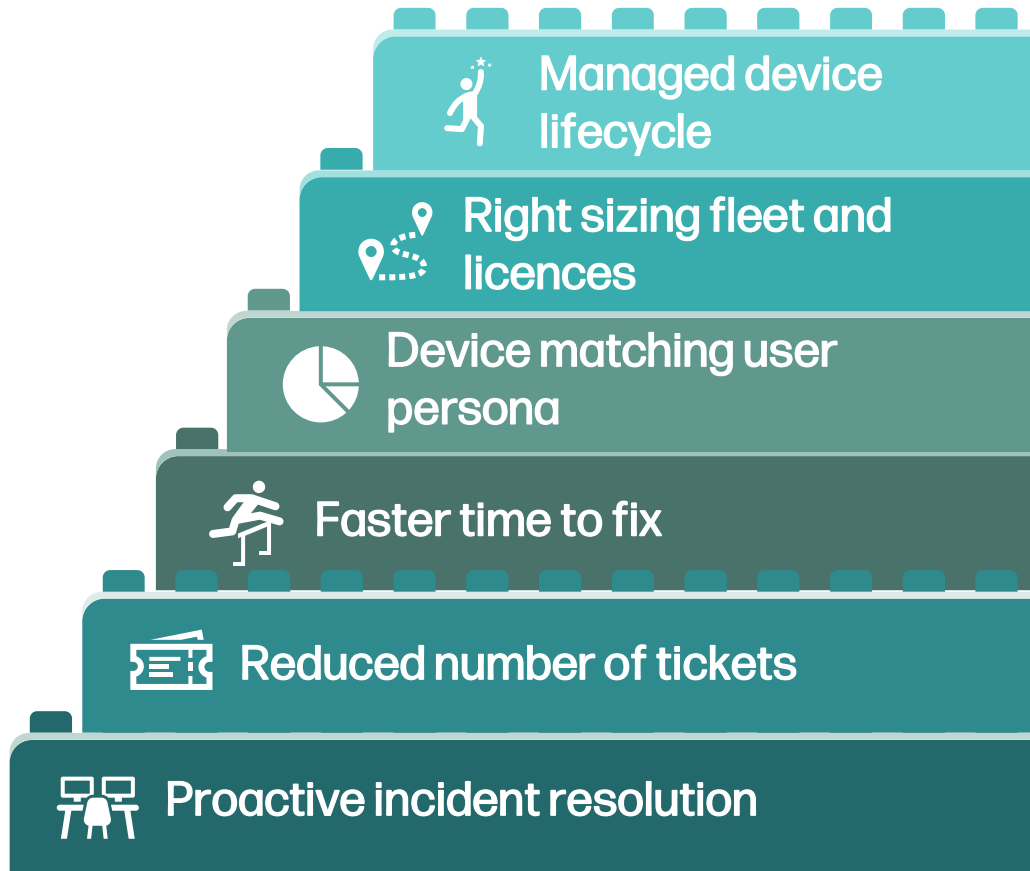 Managed device
lifecycle
Right sizing fleet and
licences
Device matching user
persona
Faster time to fix
Reduced number of tickets
Proactive incident resolution